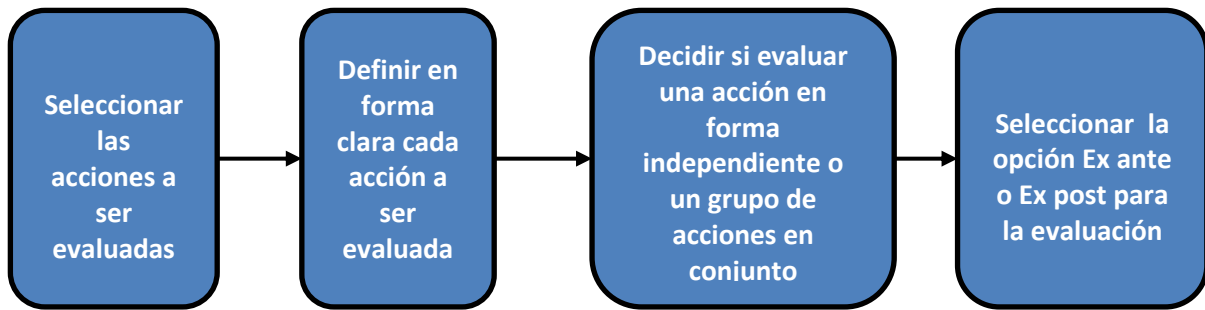 Seleccionar
las
acciones a
ser
evaluadas
Definir en
forma
clara cada
acción a
ser
evaluada
Decidir si evaluar
una acción en
forma
independiente o
un grupo de
acciones en
conjunto
Seleccionar la
opción Ex ante
o Ex post para
la evaluación